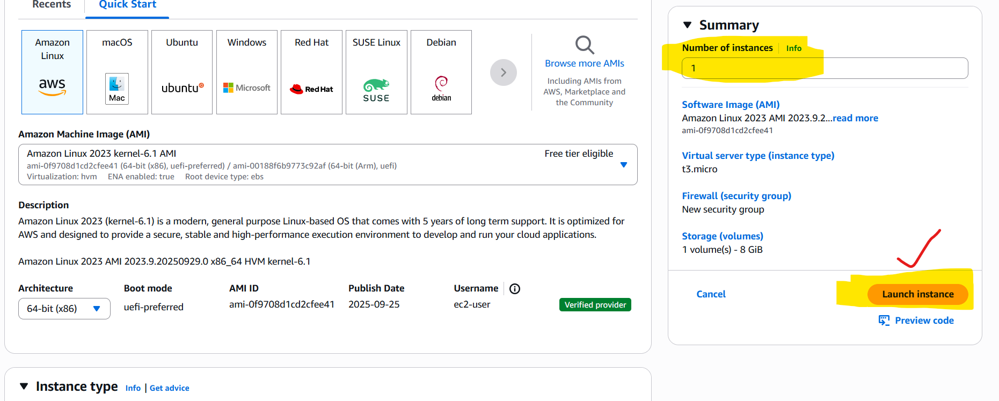 Recents
Quick Start
Amazon
Linux
aws
macOS
Mac
Ubuntu
ubuntu
Windows
Microsoft
Red Hat
Red Hat
SUSE Linux
SUSE
Debian
debian
Browse more AMIs
Including AMIs from
AWS, Marketplace and
the Community
Amazon Machine Image (AMI)
Amazon Linux 2023 kernel-6.1 AMI
Free tier eligible
ami-0f9708d1cd2cfee41 (64-bit (x86), uefi-preferred) / ami-00188f6b9773c92af (64-bit (Arm), uefi)
Virtualization: hvm ENA enabled: true Root device type: ebs
Description
Amazon Linux 2023 (kernel-6.1) is a modern, general purpose Linux-based OS that comes with 5 years of long term support. It is optimized for
AWS and designed to provide a secure, stable and high-performance execution environment to develop and run your cloud applications.
Amazon Linux 2023 AMI 2023.9.20250929.0 x86_64 HVM kernel-6.1
Architecture Boot mode AMI ID Publish Date Username
64-bit (x86) uefi-preferred ami-0f9708d1cd2cfee41 2025-09-25 ec2-user Verified provider
Instance type Info | Get advice
Summary
Number of instances Info
1
Software Image (AMI)
Amazon Linux 2023 AMI 2023.9.2...read more
ami-0f9708d1cd2cfee41
Virtual server type (instance type)
t3.micro
Firewall (security group)
New security group
Storage (volumes)
1 volume(s) - 8 GiB
Cancel
Launch instance
Preview code